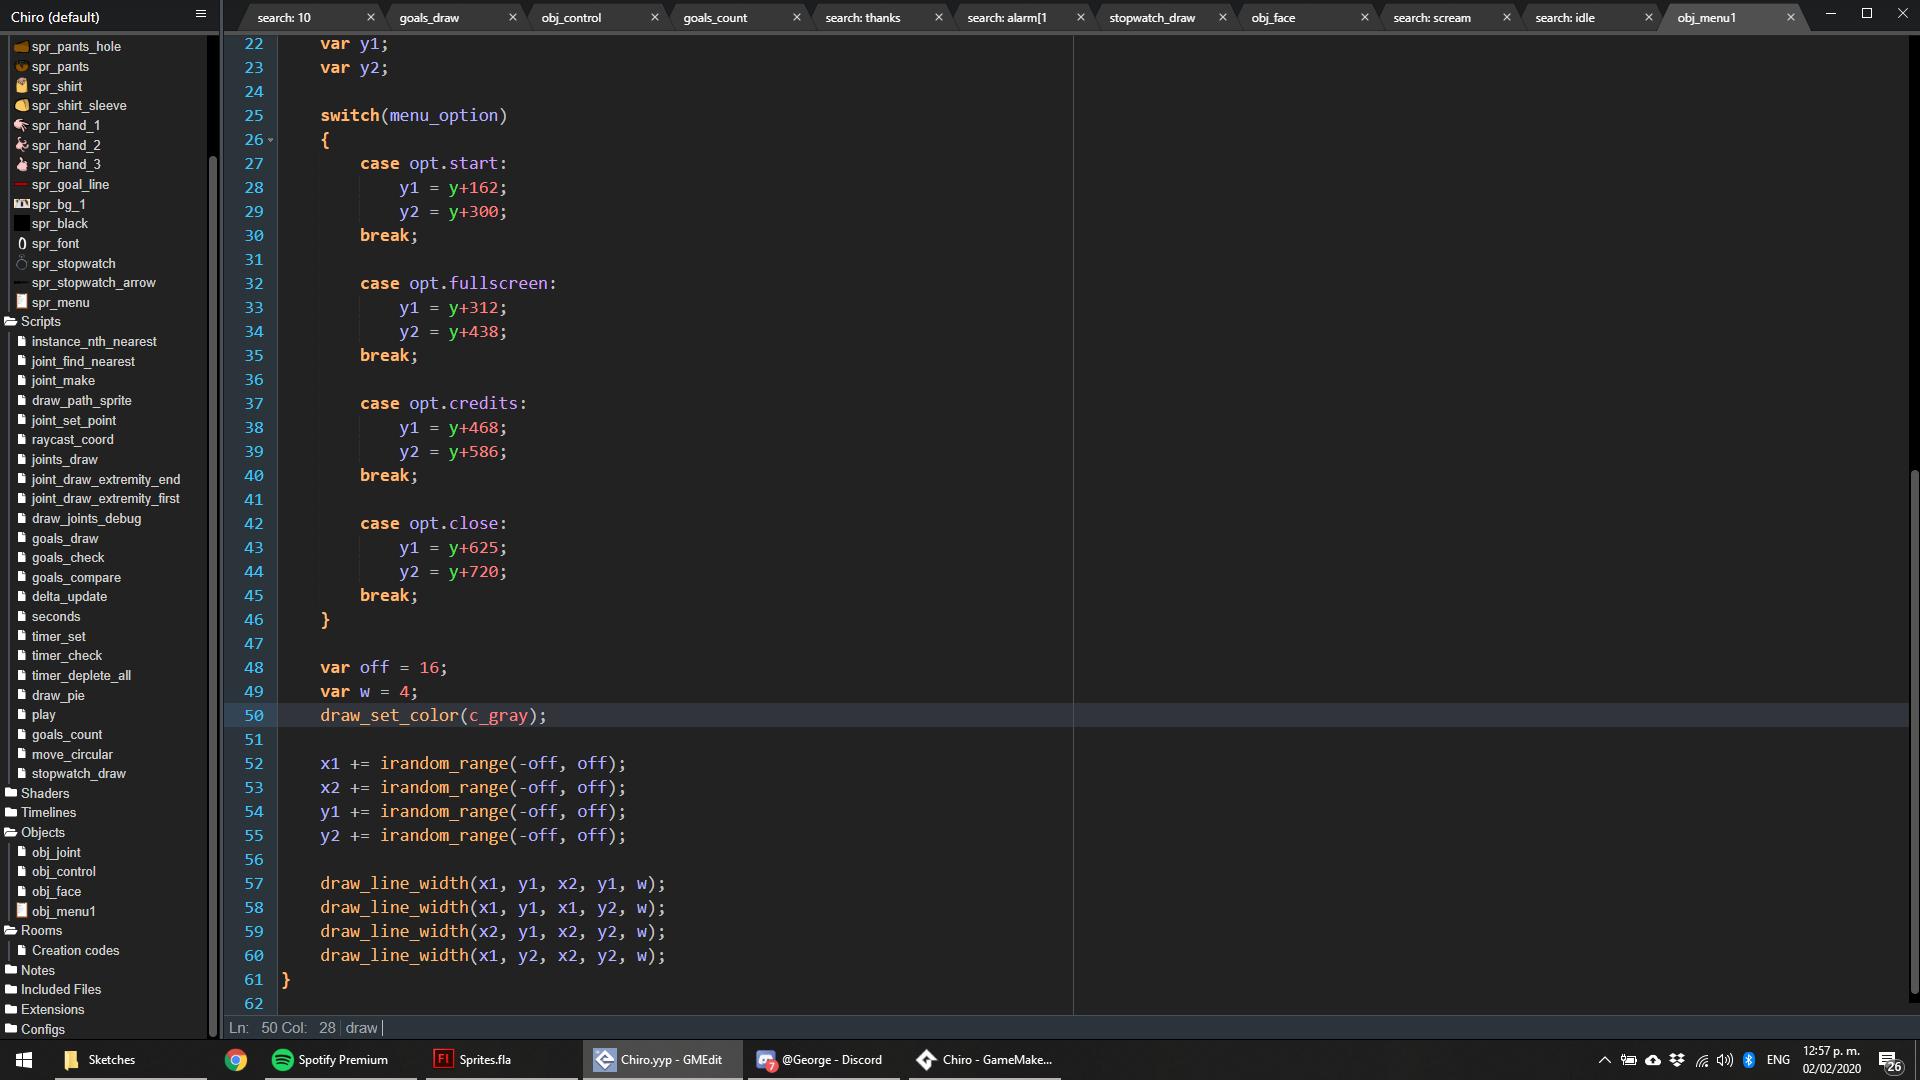 Chiro (default)
search: 10
goals_draw
obj_control
goals_count
search: thanks
search: alarm[1
stopwatch_draw
obj_face
search: scream
search: idle
obj_menu1
spr_pants_hole
spr_pants
spr_shirt
spr_shirt_sleeve
spr_hand_1
spr_hand_2
spr_hand_3
spr_goal_line
spr_bg_1
spr_black
spr_font
spr_stopwatch
spr_stopwatch_arrow
spr_menu
Scripts
instance_nth_nearest
joint_find_nearest
joint_make
draw_path_sprite
joint_set_point
raycast_coord
joints_draw
joint_draw_extremity_end
joint_draw_extremity_first
draw_joints_debug
goals_draw
goals_check
goals_compare
delta_update
seconds
timer_set
timer_check
timer_deplete_all
draw_pie
play
goals_count
move_circular
stopwatch_draw
Shaders
Timelines
Objects
obj_joint
obj_control
obj_face
obj_menu1
Rooms
Creation codes
Notes
Included Files
Extensions
Configs
22 var y1;
23 var y2;
24
25 switch(menu_option)
26 {
27 case opt.start:
28 y1 = y+162;
29 y2 = y+300;
30 break;
31
32 case opt.fullscreen:
33 y1 = y+312;
34 y2 = y+438;
35 break;
36
37 case opt.credits:
38 y1 = y+468;
39 y2 = y+586;
40 break;
41
42 case opt.close:
43 y1 = y+625;
44 y2 = y+720;
45 break;
46 }
47
48 var off = 16;
49 var w = 4;
50 draw_set_color(c_gray);
51
52 x1 += irandom_range(-off, off);
53 x2 += irandom_range(-off, off);
54 y1 += irandom_range(-off, off);
55 y2 += irandom_range(-off, off);
56
57 draw_line_width(x1, y1, x2, y1, w);
58 draw_line_width(x1, y1, x1, y2, w);
59 draw_line_width(x2, y1, x2, y2, w);
60 draw_line_width(x1, y2, x2, y2, w);
61 }
62
Ln: 50 Col: 28 draw
Sketches
Spotify Premium
Fl Sprites.fla
Chiro.yyp - GMEdit
7 @George - Discord
Chiro - GameMake...
ENG
12:57 p. m.
02/02/2020
26